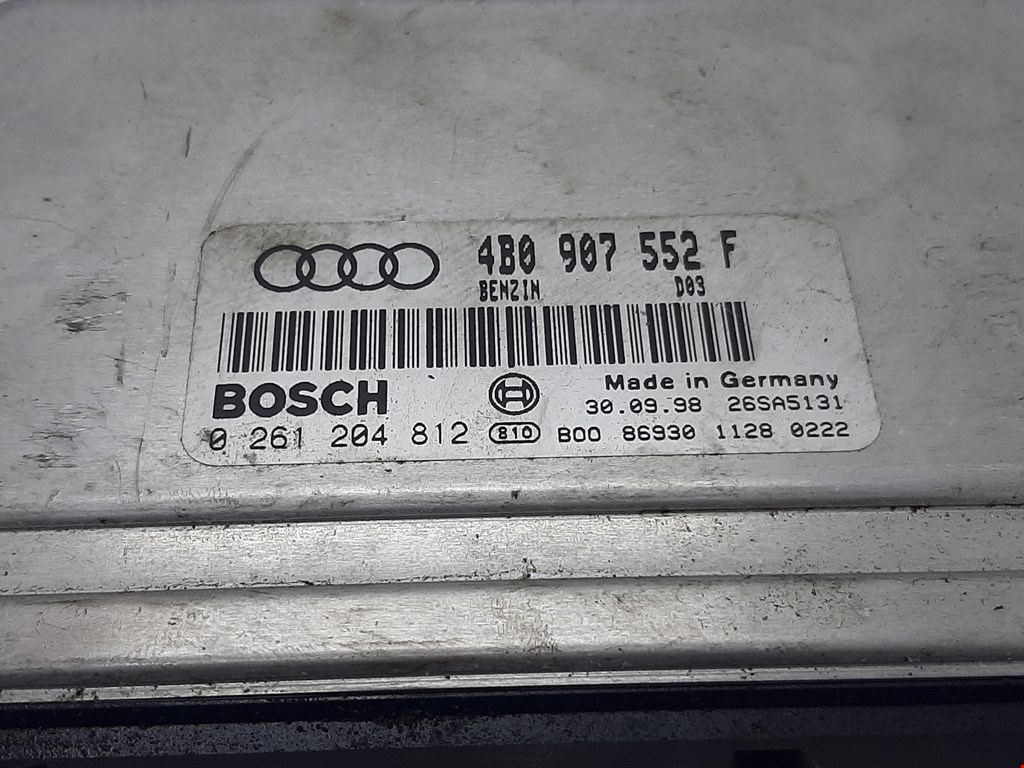 4B0 907 552 F
BENZIN D03
BOSCH
Made in Germany
30.09.98 26SA5131
0 261 204 812 810 B00 86930 1128 0222